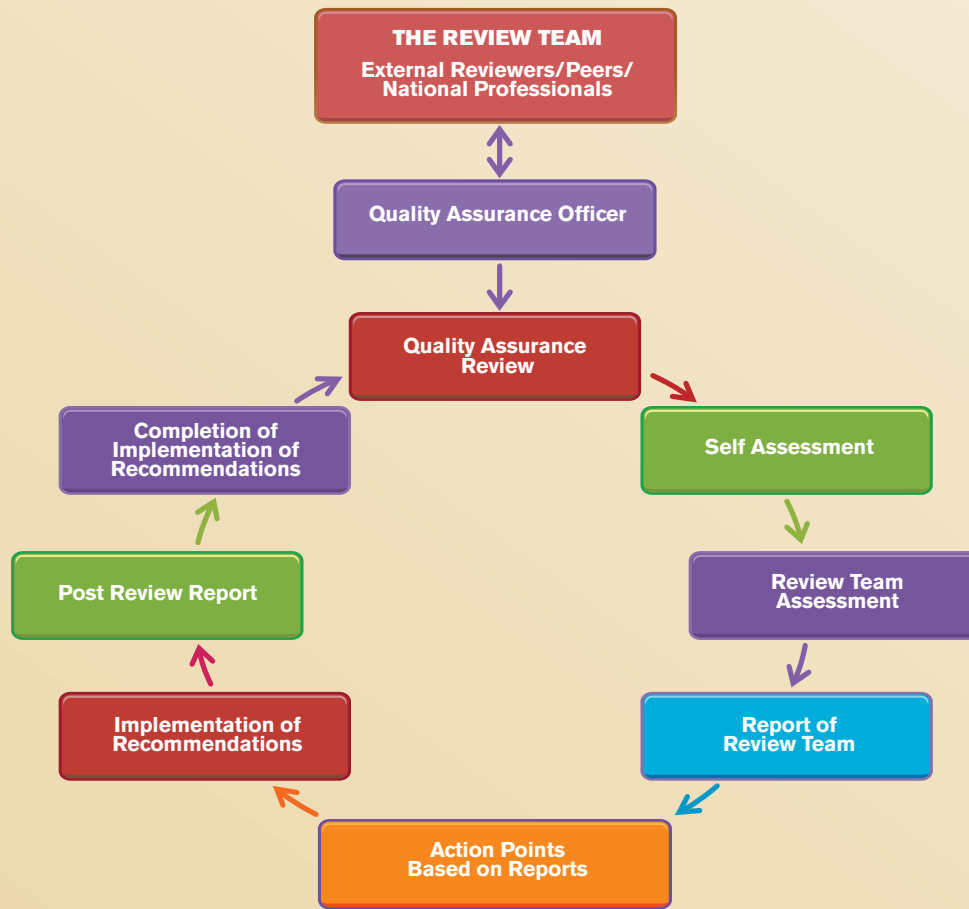 THE REVIEW TEAM
External Reviewers/Peers/
National Professionals
Quality Assurance Officer
Quality Assurance
Review
Self Assessment
Review Team
Assessment
Report of
Review Team
Action Points
Based on Reports
Implementation of
Recommendations
Post Review Report
Completion of
Implementation of
Recommendations